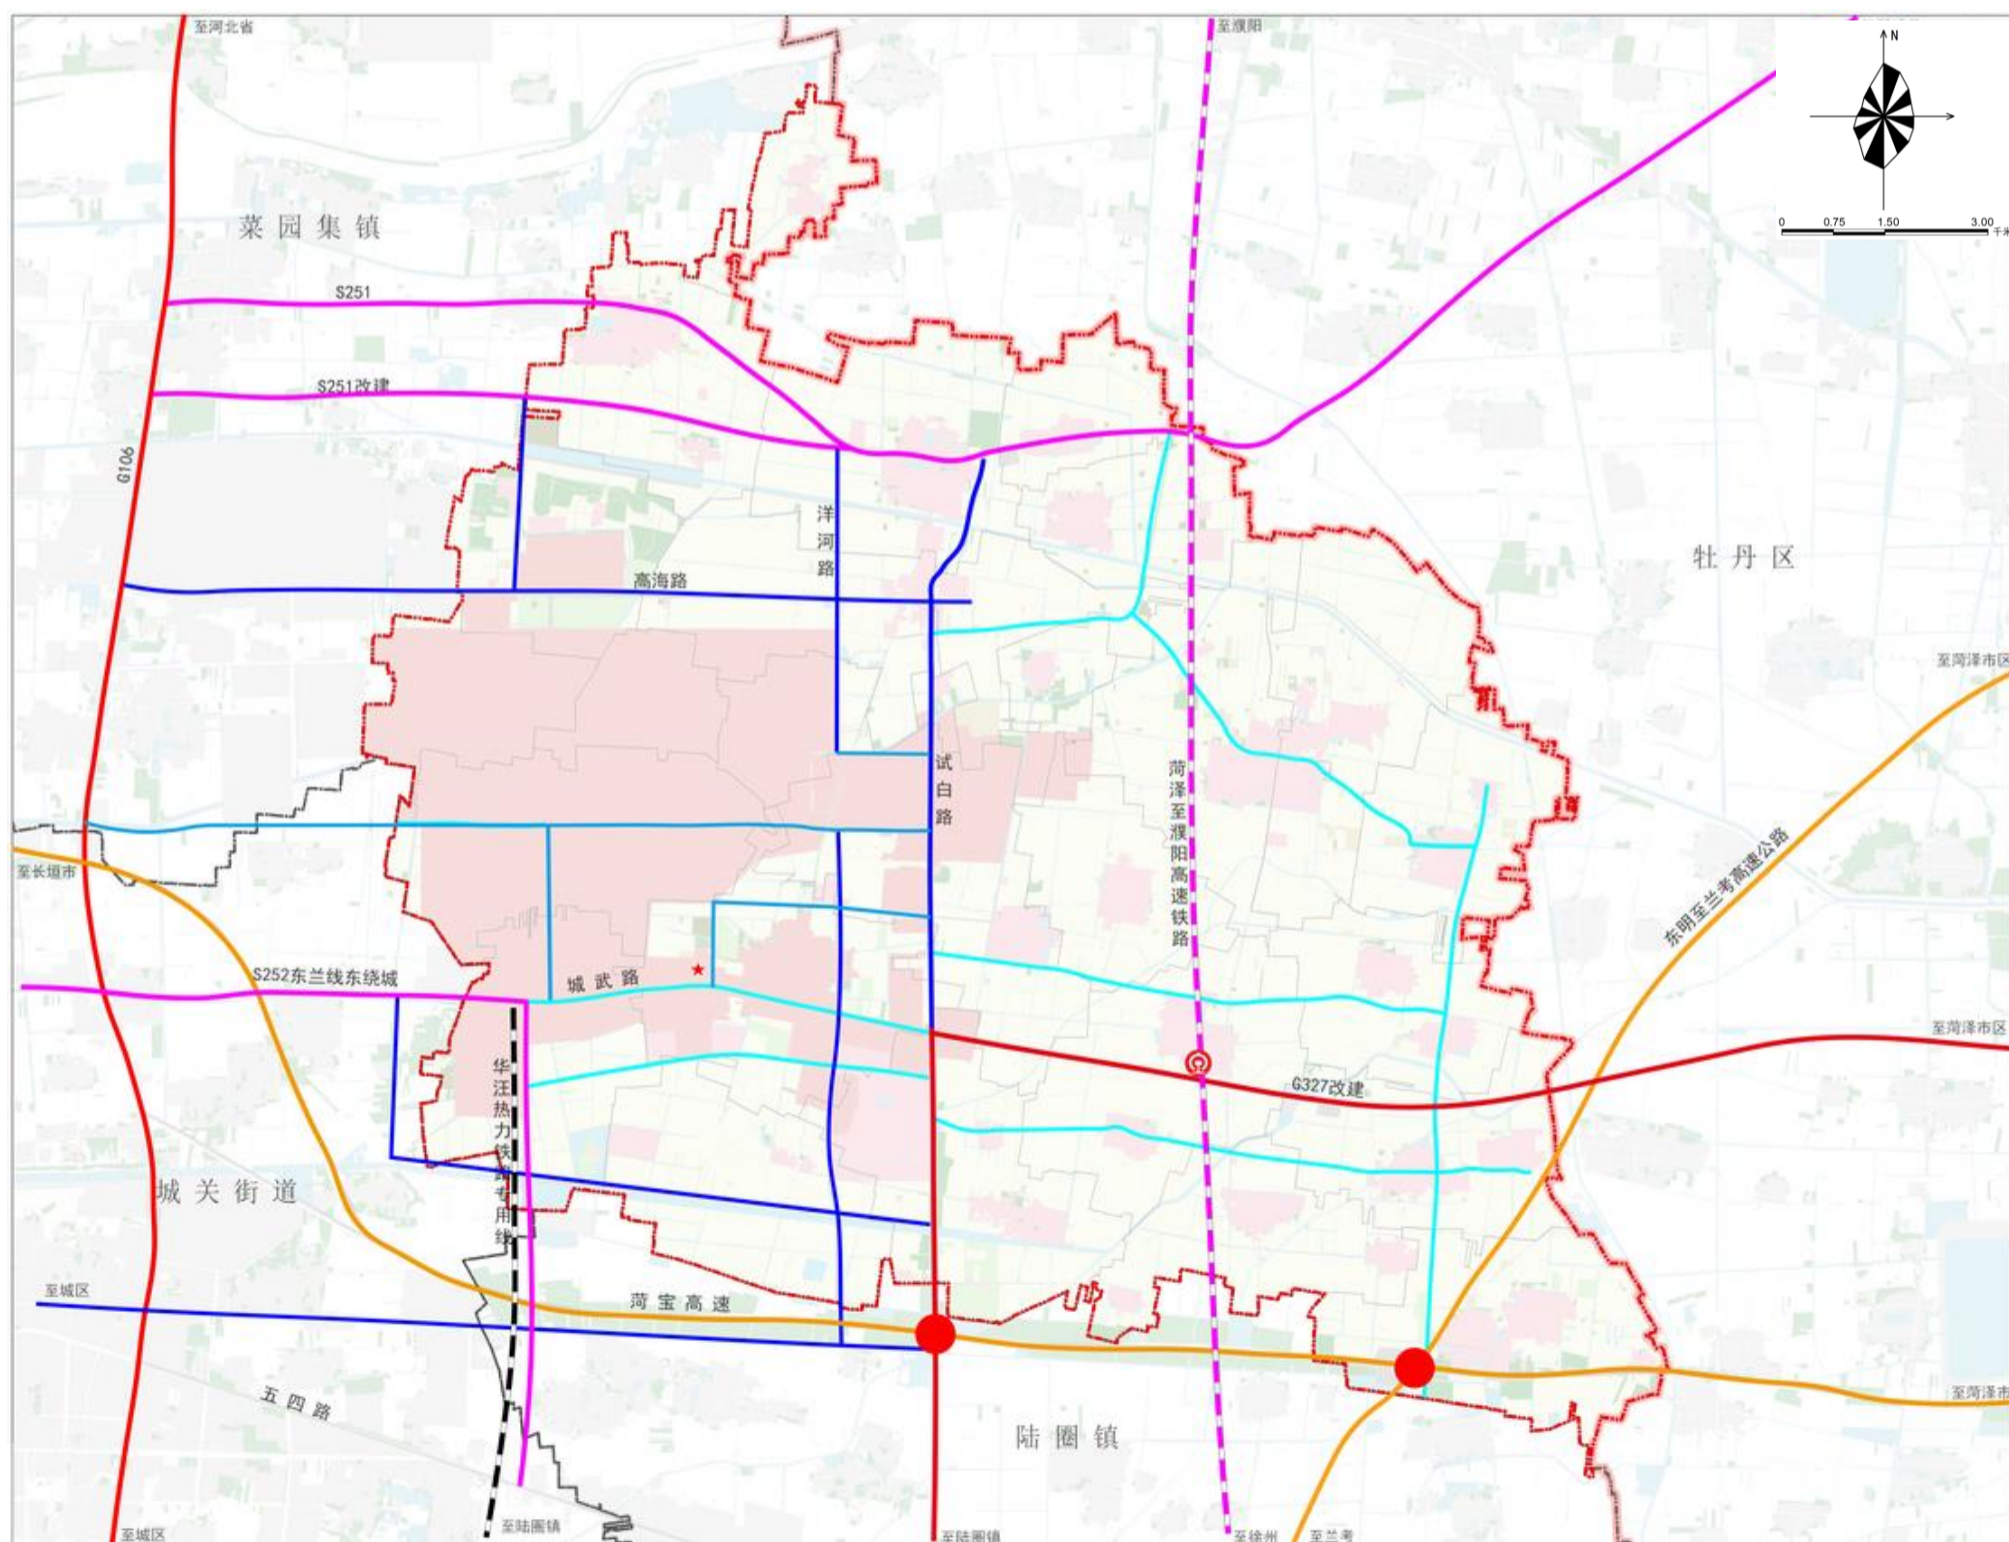 至河北省
至濮阳
N
0 0.75 1.50 3.00
千米
菜园集镇
S251
S251改建
G106
洋河路
高海路
牡丹区
至菏泽市区
试白路
菏泽至濮阳高速铁路
东明至兰考高速公路
至长垣市
S252东兰线东绕城
城武路
至菏泽市区
华汪热力铁路专用线
G327改建
城关街道
至城区
菏宝高速
五四路
陆圈镇
至菏泽市
至城区
至陆圈镇
至陆圈镇
至徐州
至兰考